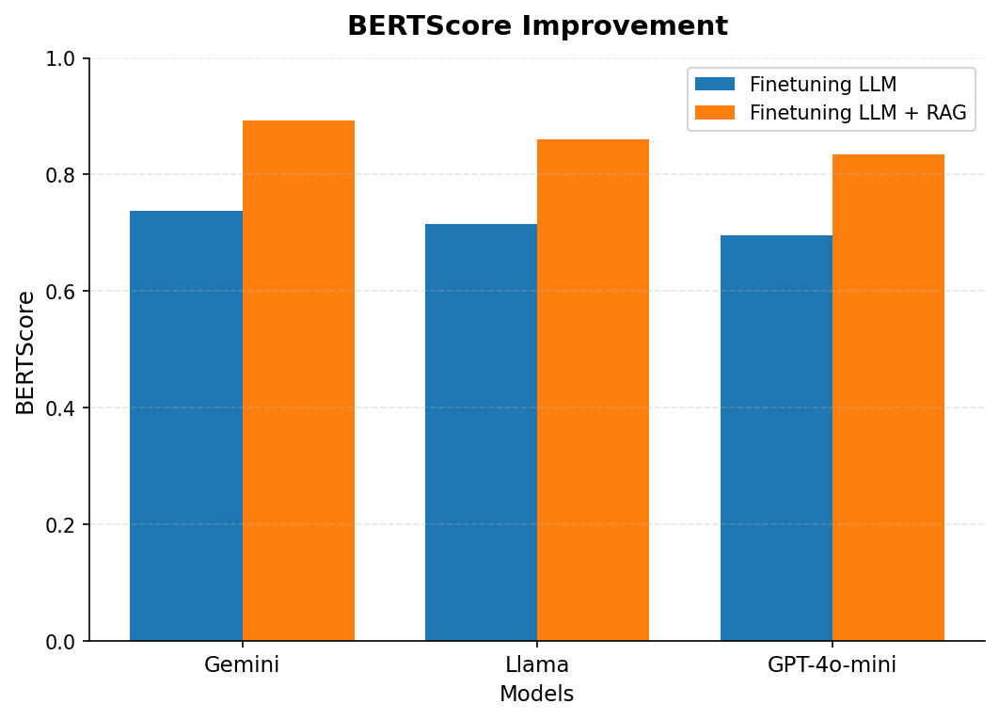 BERTScore Improvement
Finetuning LLM
Finetuning LLM + RAG
BERTScore
1.0
0.8
0.6
0.4
0.2
0.0
Gemini Llama GPT-4o-mini
Models